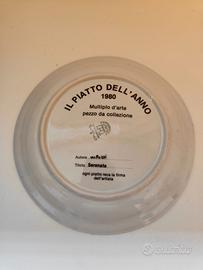 IL PIATTO DELL'ANNO
1980
Multiplo d'arte
pezzo da collezione
Autore
Titolo Serenata
ogni piatto reca la firma
dell'artista
subito